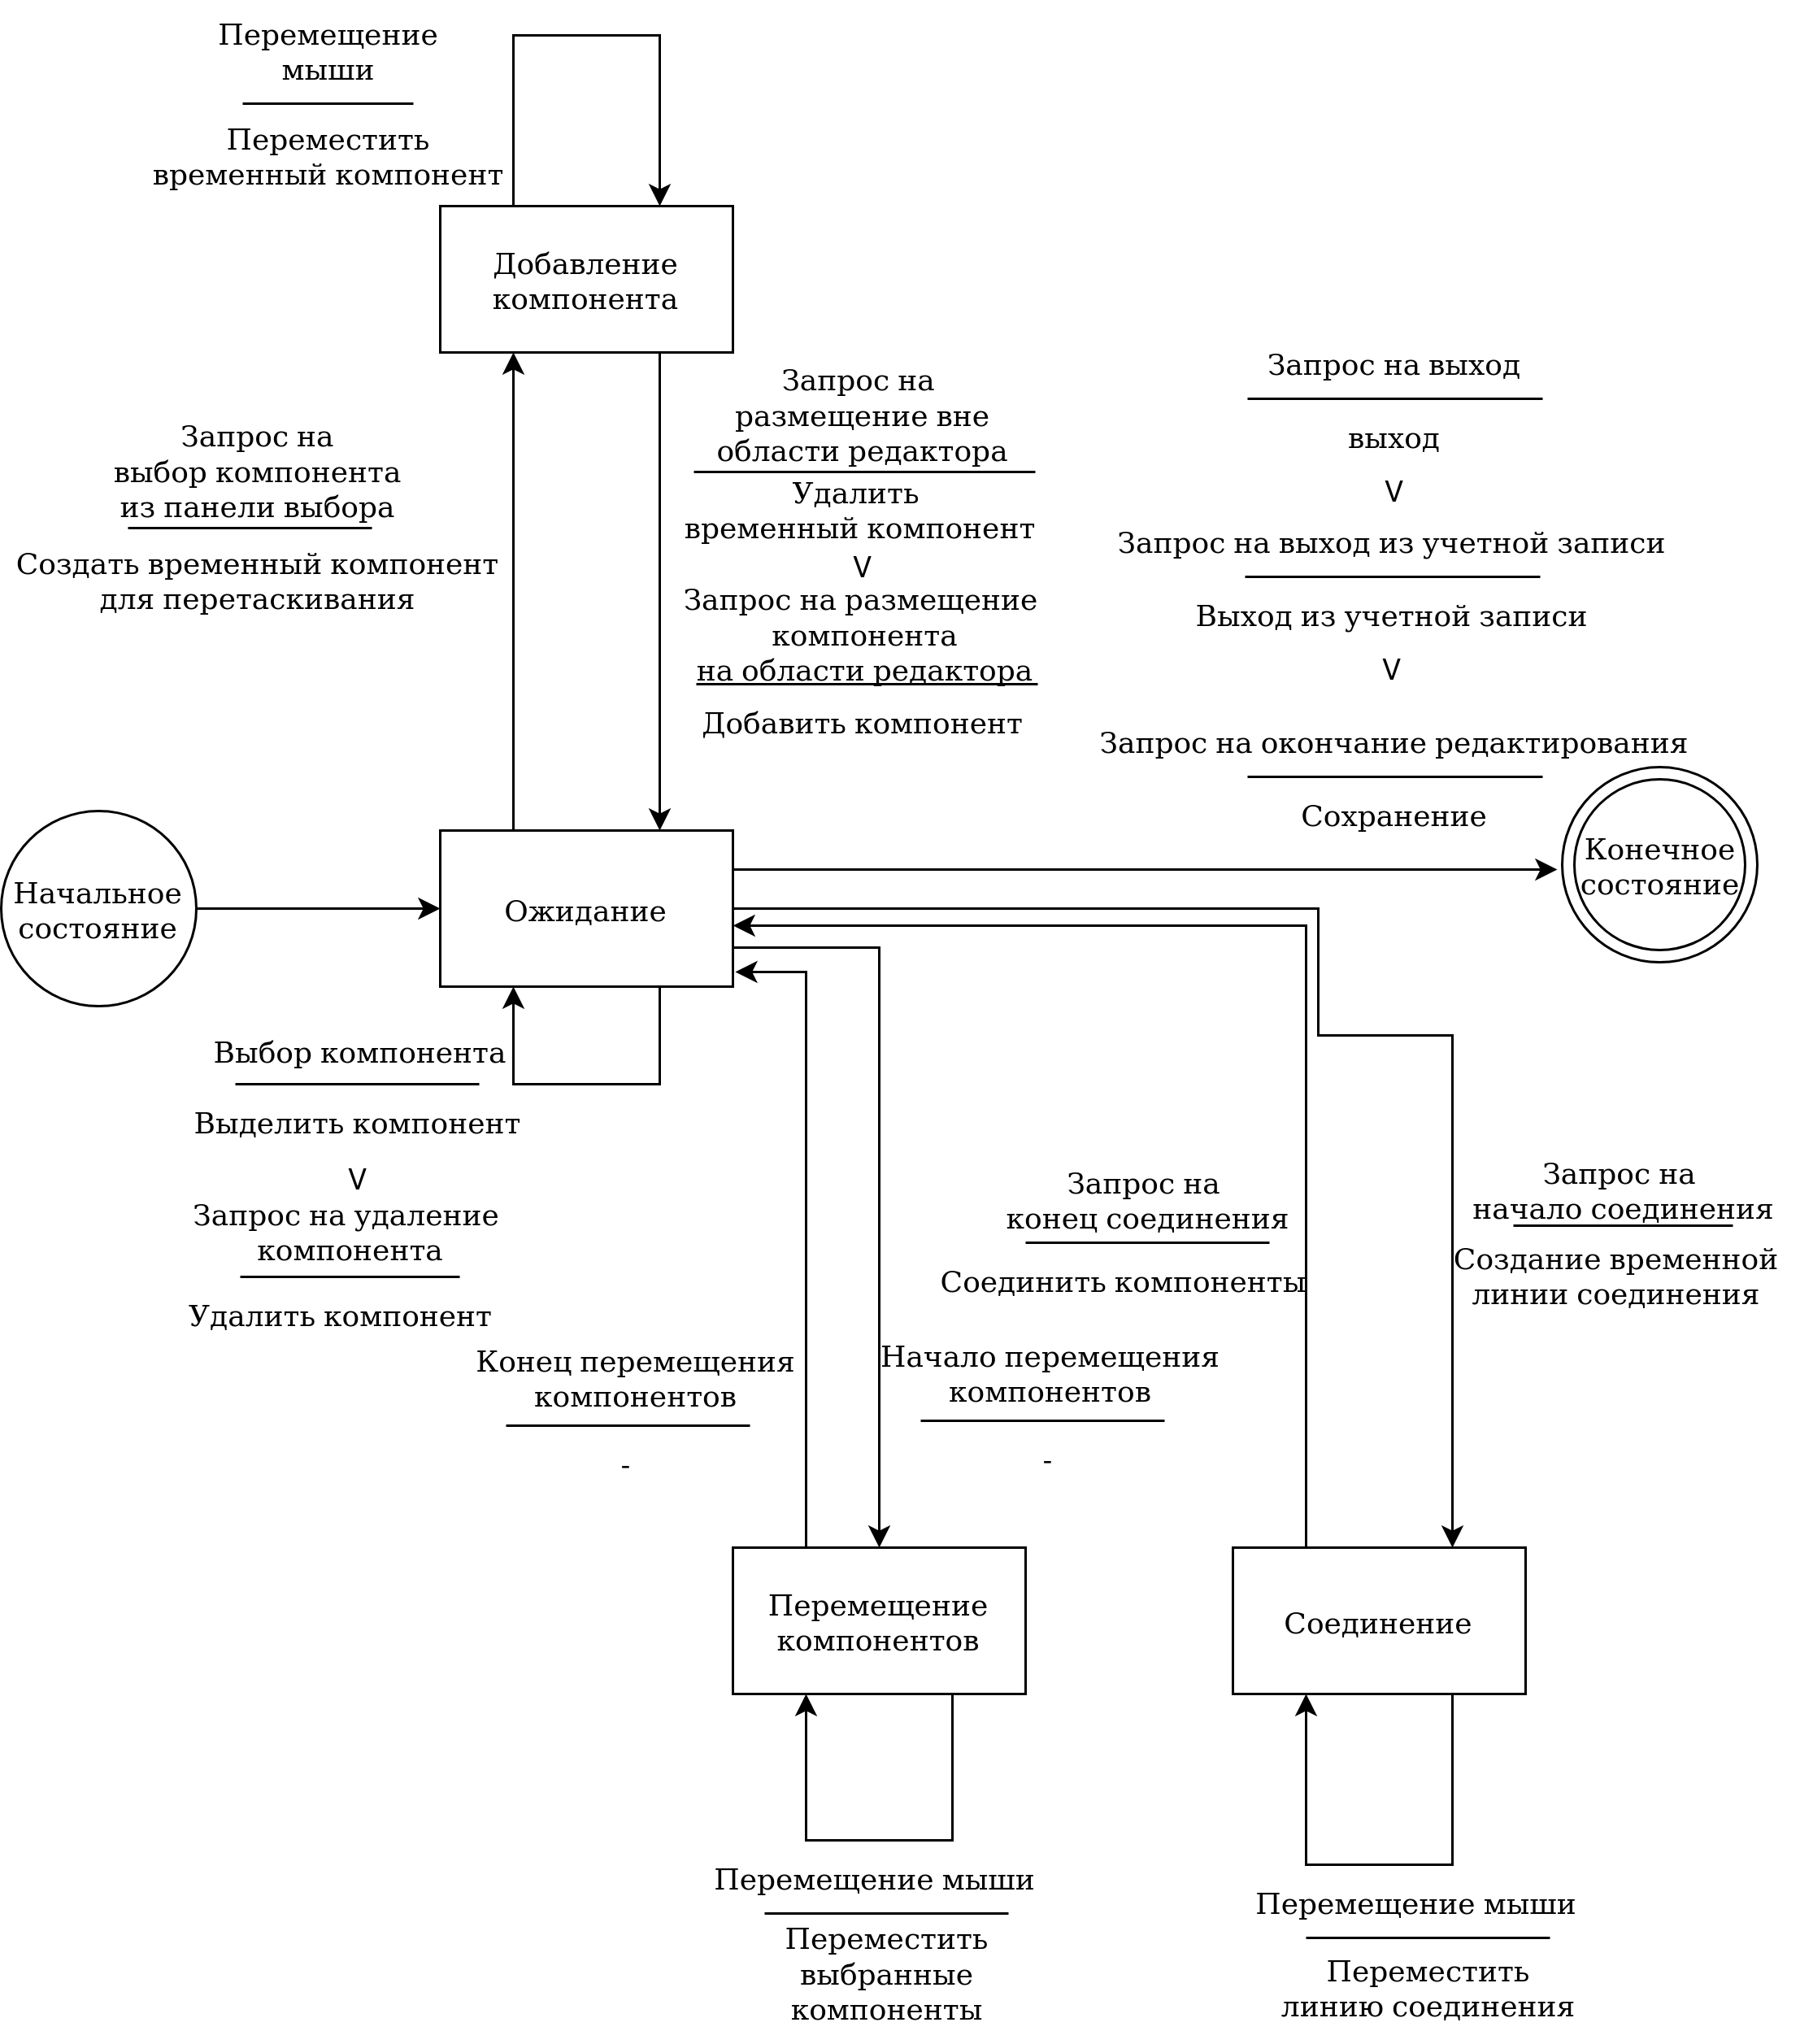 Перемещение
мыши
Переместить
временный компонент
Добавление
компонента
Запрос на
выбор компонента
из панели выбора
Создать временный компонент
для перетаскивания
Запрос на
размещение вне
области редактора
Удалить
временный компонент
V
Запрос на размещение
компонента
на области редактора
Добавить компонент
Запрос на выход
выход
V
Запрос на выход из учетной записи
Выход из учетной записи
V
Запрос на окончание редактирования
Сохранение
Начальное
состояние
Ожидание
Конечное
состояние
Выбор компонента
Выделить компонент
V
Запрос на удаление
компонента
Удалить компонент
Конец перемещения
компонентов
-
Начало перемещения
компонентов
-
Запрос на
конец соединения
Соединить компоненты
Запрос на
начало соединения
Создание временной
линии соединения
Перемещение
компонентов
Соединение
Перемещение мыши
Переместить
выбранные
компоненты
Перемещение мыши
Переместить
линию соединения